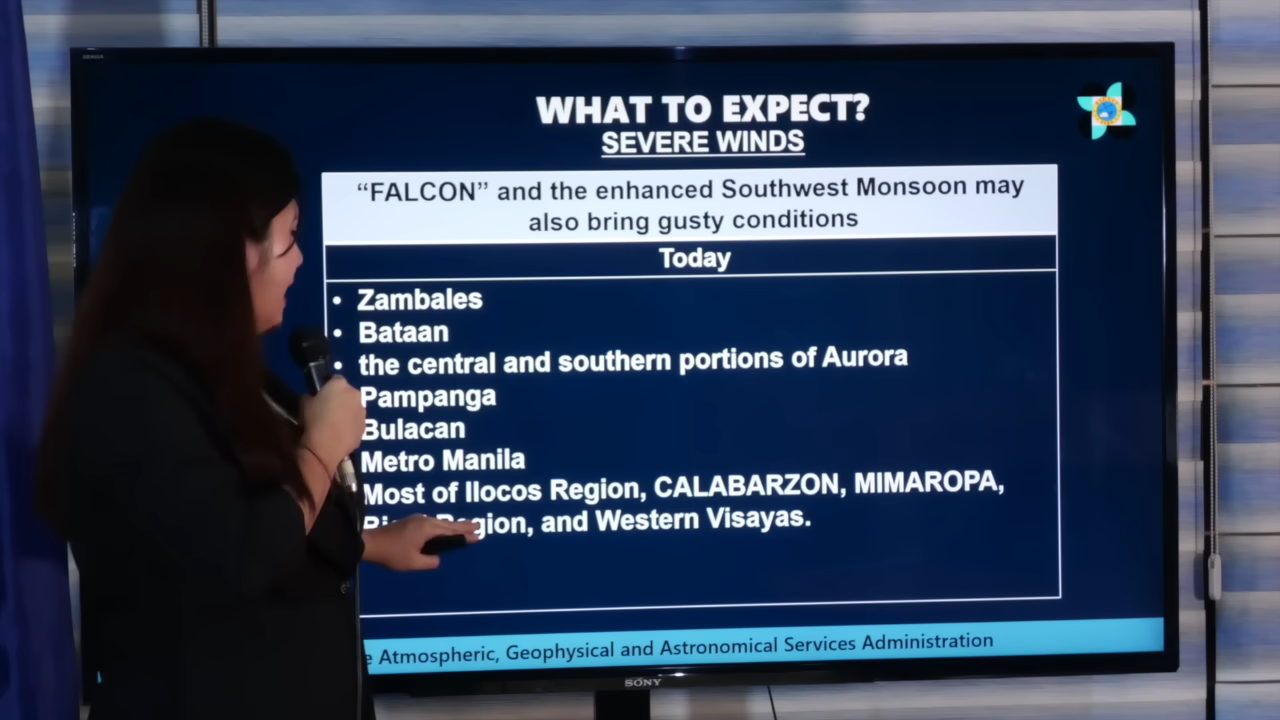 WHAT TO EXPECT?
SEVERE WINDS
“FALCON” and the enhanced Southwest Monsoon may
also bring gusty conditions
Today
• Zambales
• Bataan
• the central and southern portions of Aurora
Pampanga
Bulacan
Metro Manila
Most of Ilocos Region, CALABARZON, MIMAROPA,
Region, and Western Visayas.
Atmospheric, Geophysical and Astronomical Services Administration
SONY